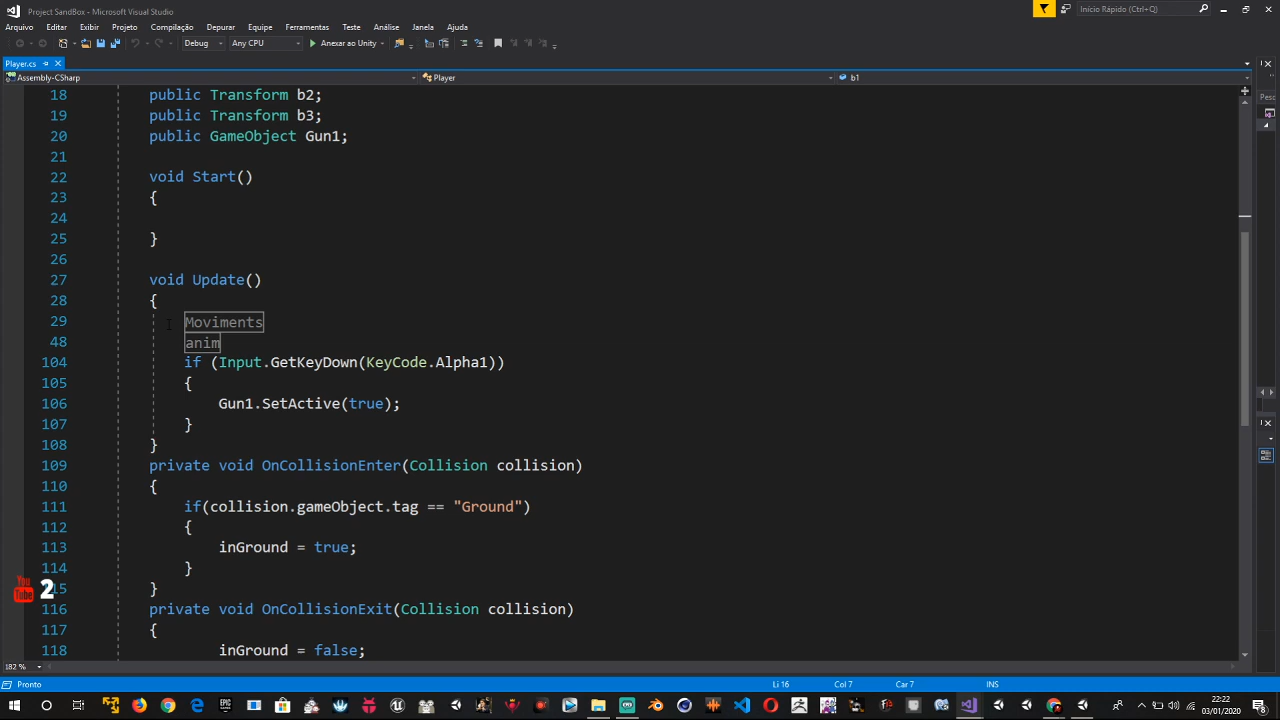 Project SandBox - Microsoft Visual Studio
Início Rápido (Ctrl+Q)
Arquivo Editar Exibir Projeto Compilação Depurar Equipe Ferramentas Teste Análise Janela Ajuda
Debug Any CPU Anexar ao Unity
Player.cs
Assembly-CSharp Player b1
Pesc
18 public Transform b2;
19 public Transform b3;
20 public GameObject Gun1;
21
22 void Start()
23 {
24
25 }
26
27 void Update()
28 {
29 Moviments
48 anim
104 if (Input.GetKeyDown(KeyCode.Alpha1))
105 {
106 Gun1.SetActive(true);
107 }
108 }
109 private void OnCollisionEnter(Collision collision)
110 {
111 if(collision.gameObject.tag == "Ground")
112 {
113 inGround = true;
114 }
115 }
116 private void OnCollisionExit(Collision collision)
117 {
118 inGround = false;
You Tube 2
182 %
Pronto Li 16 Col 7 Car 7 INS
22:22
03/01/2020